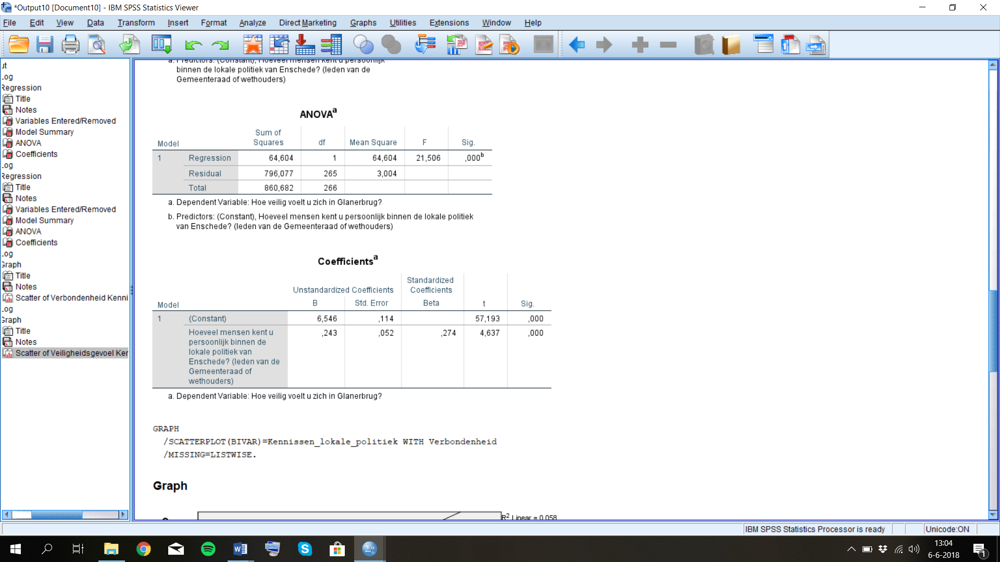 *Output10 [Document10] - IBM SPSS Statistics Viewer
File Edit View Data Transform Insert Format Analyze Direct Marketing Graphs Utilities Extensions Window Help
Log
Regression
Title
Notes
Variables Entered/Removed
Model Summary
ANOVA
Coefficients
Log
Regression
Title
Notes
Variables Entered/Removed
Model Summary
ANOVA
Coefficients
Log
Graph
Title
Notes
Scatter of Verbondenheid Kenni
Log
Graph
Title
Notes
Scatter of Veiligheidsgevoel Ker
a. Predictors: (Constant), Hoeveel mensen kent u persoonlijk
binnen de lokale politiek van Enschede? (leden van de
Gemeenteraad of wethouders)
ANOVAa
Model Sum of Squares df Mean Square F Sig.
1 Regression 64,604 1 64,604 21,506 ,000b
Residual 796,077 265 3,004
Total 860,682 266
a. Dependent Variable: Hoe veilig voelt u zich in Glanerbrug?
b. Predictors: (Constant), Hoeveel mensen kent u persoonlijk binnen de lokale politiek
van Enschede? (leden van de Gemeenteraad of wethouders)
Coefficientsa
Unstandardized Coefficients Standardized Coefficients
Model B Std. Error Beta t Sig.
1 (Constant) 6,546 ,114 57,193 ,000
Hoeveel mensen kent u ,243 ,052 ,274 4,637 ,000
persoonlijk binnen de
lokale politiek van
Enschede? (leden van de
Gemeenteraad of
wethouders)
a. Dependent Variable: Hoe veilig voelt u zich in Glanerbrug?
GRAPH
/SCATTERPLOT(BIVAR)=Kennissen_lokale_politiek WITH Verbondenheid
/MISSING=LISTWISE.
Graph
R2 Linear = 0,058
IBM SPSS Statistics Processor is ready Unicode:ON
13:04
6-6-2018
1